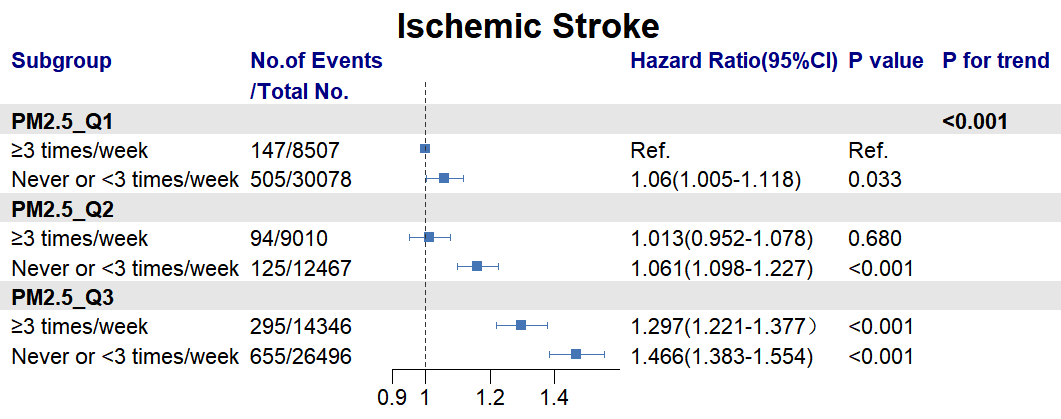 Ischemic Stroke
Subgroup No.of Events Hazard Ratio(95%CI) P value P for trend
/Total No.
PM2.5_Q1 <0.001
≥3 times/week 147/8507 Ref. Ref.
Never or <3 times/week 505/30078 1.06(1.005-1.118) 0.033
PM2.5_Q2
≥3 times/week 94/9010 1.013(0.952-1.078) 0.680
Never or <3 times/week 125/12467 1.061(1.098-1.227) <0.001
PM2.5_Q3
≥3 times/week 295/14346 1.297(1.221-1.377） <0.001
Never or <3 times/week 655/26496 1.466(1.383-1.554) <0.001
0.9 1 1.2 1.4